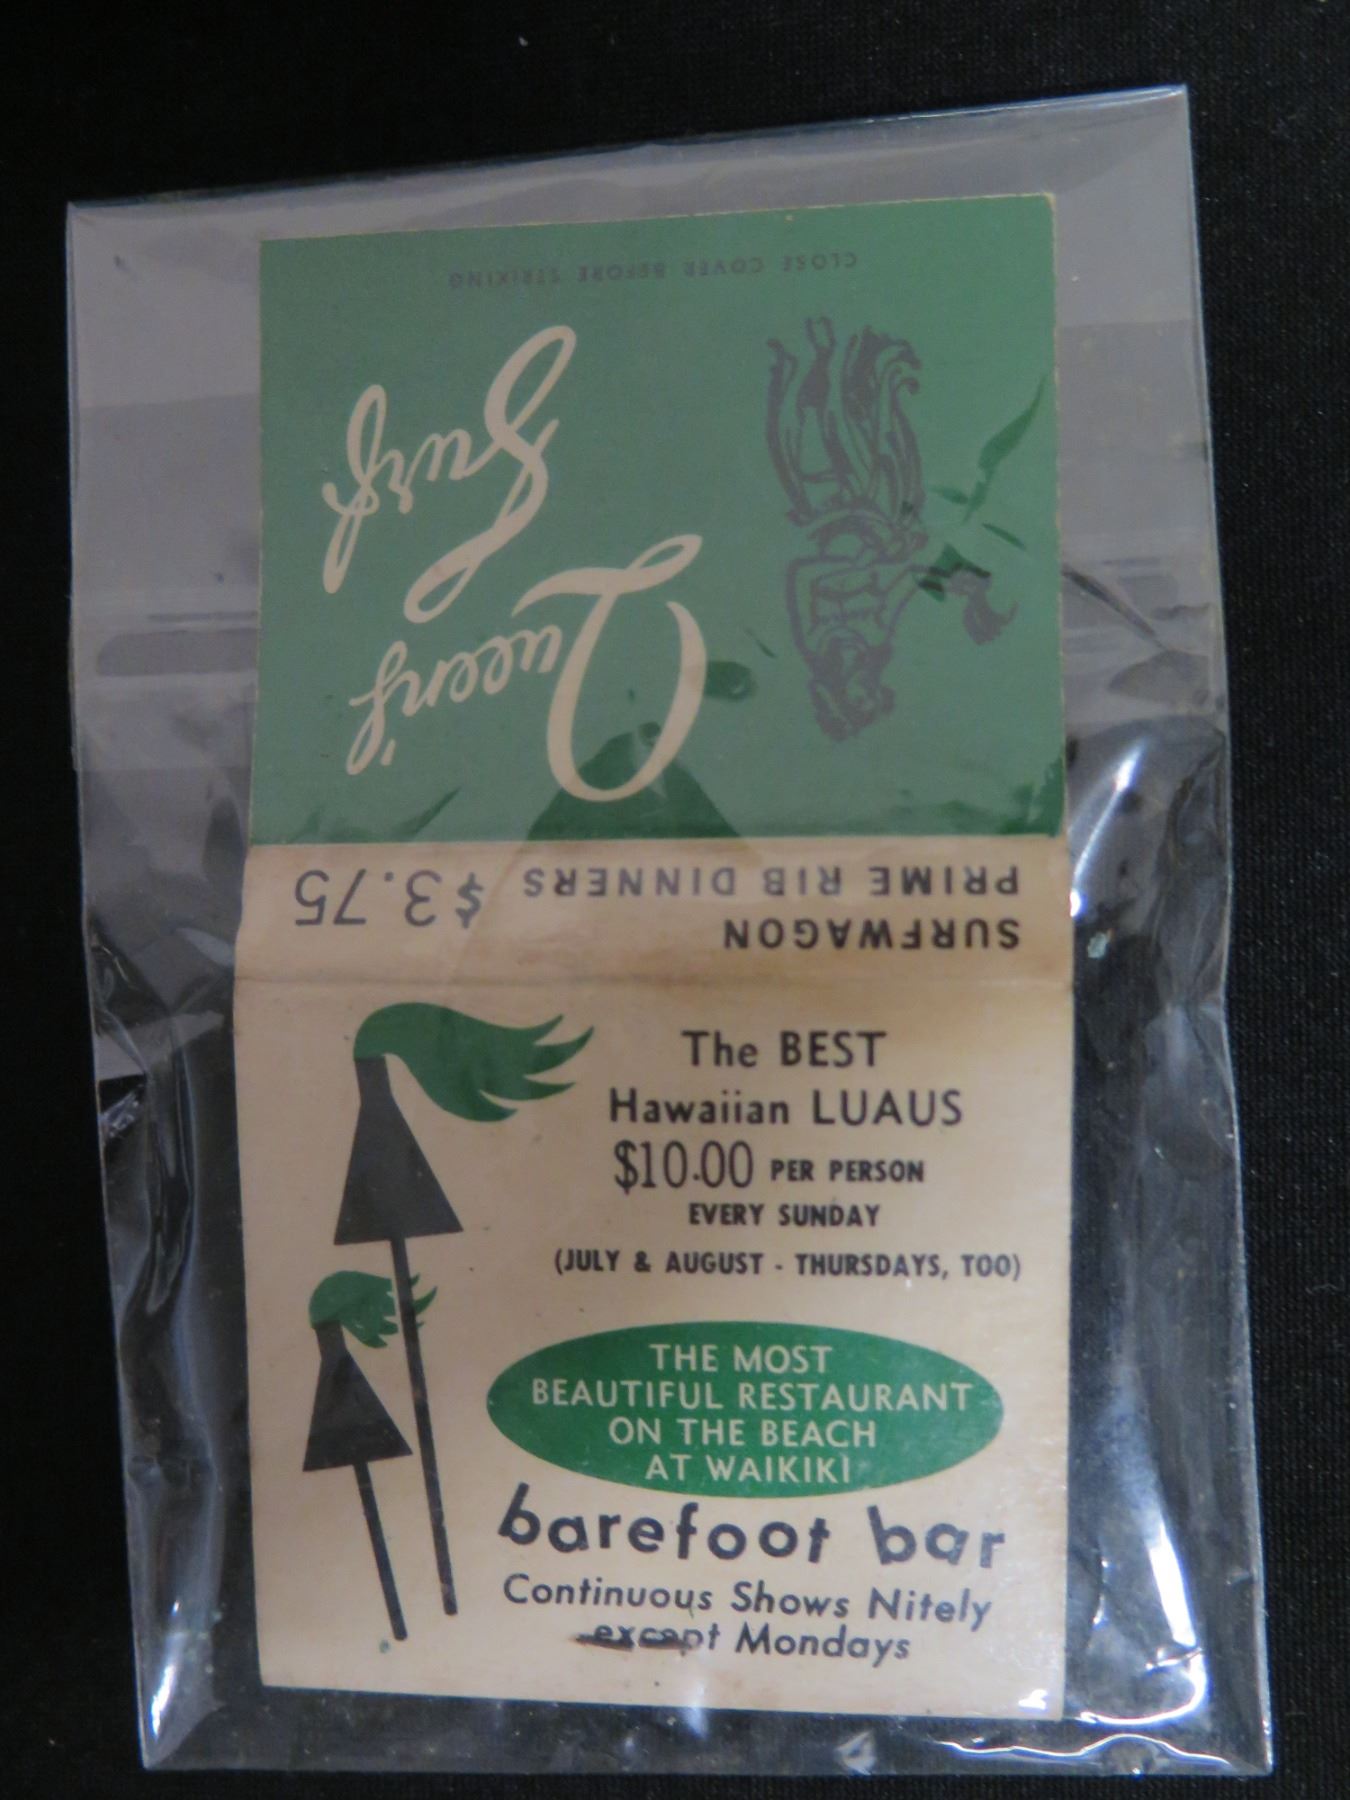 CLOSE COVER BEFORE STRIKING
Queen's
Surf
SURFWAGON
PRIME RIB DINNERS $3.75
The BEST
Hawaiian LUAUS
$10.00 PER PERSON
EVERY SUNDAY
(JULY & AUGUST - THURSDAYS, TOO)
THE MOST
BEAUTIFUL RESTAURANT
ON THE BEACH
AT WAIKIKI
barefoot bar
Continuous Shows Nitely
except Mondays